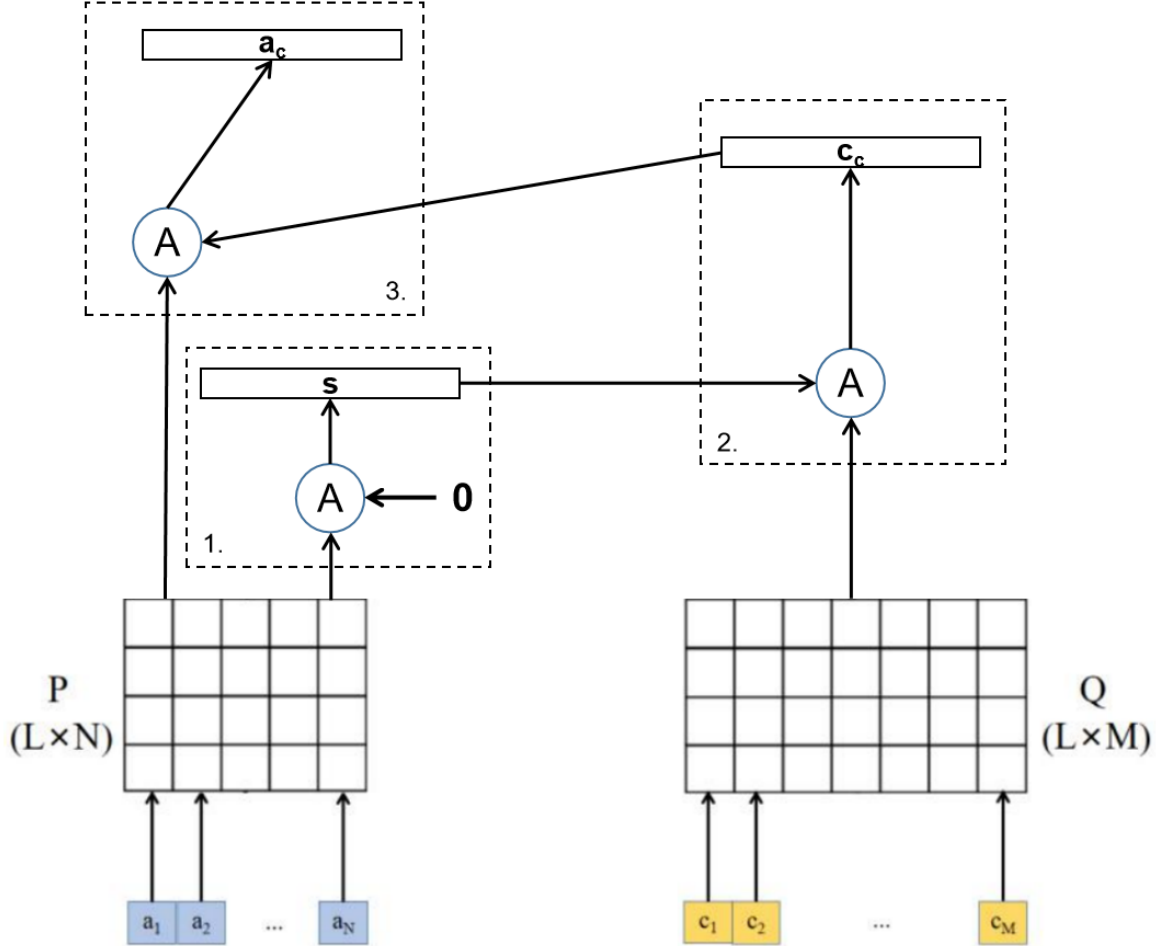 a_c
c_c
A
3.
s
A
2.
A
0
1.
P
(L×N)
Q
(L×M)
a_1 a_2 ... a_N
c_1 c_2 ... c_M